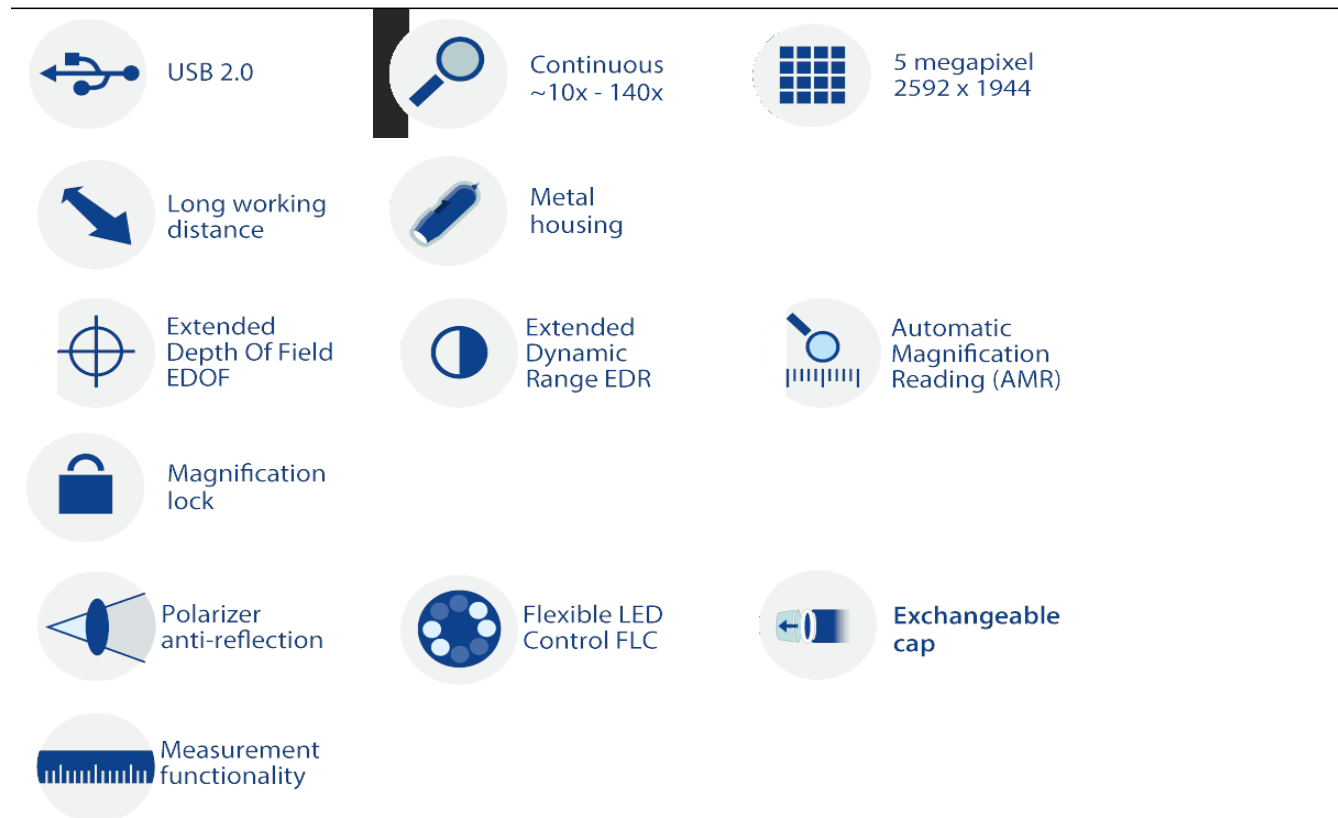 USB 2.0
Continuous
~10x - 140x
5 megapixel
2592 x 1944
Long working
distance
Metal
housing
Extended
Depth Of Field
EDOF
Extended
Dynamic
Range EDR
Automatic
Magnification
Reading (AMR)
Magnification
lock
Polarizer
anti-reflection
Flexible LED
Control FLC
Exchangeable
cap
Measurement
functionality